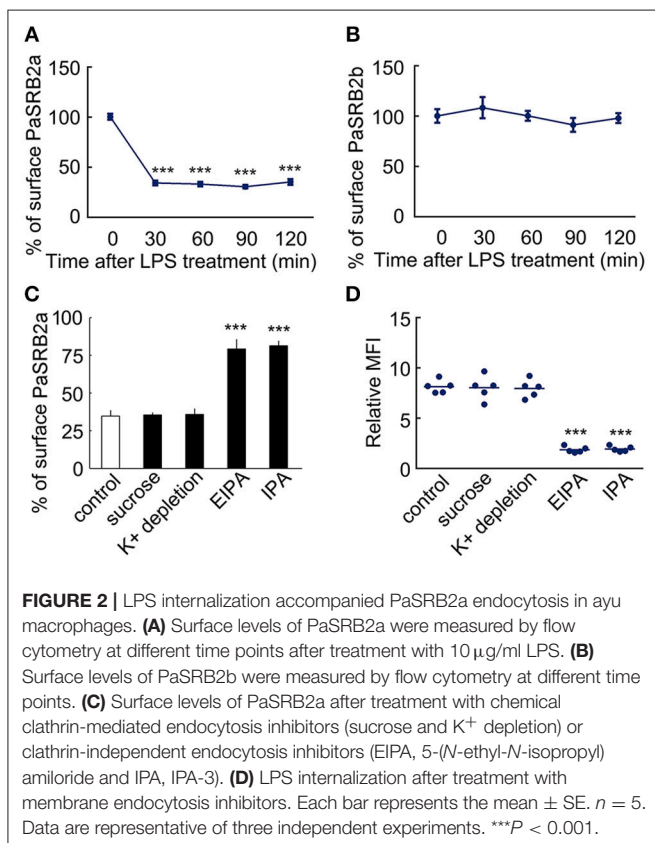 A
% of surface PaSRB2a
150
100
50
0
***
***
***
***
0 30 60 90 120
Time after LPS treatment (min)
B
% of surface PaSRB2b
150
100
50
0
0 30 60 90 120
Time after LPS treatment (min)
C
% of surface PaSRB2a
100
75
50
25
0
***
***
control
sucrose
K+ depletion
EIPA
IPA
D
Relative MFI
15
10
5
0
***
***
control
sucrose
K+ depletion
EIPA
IPA
FIGURE 2 | LPS internalization accompanied PaSRB2a endocytosis in ayu
macrophages. (A) Surface levels of PaSRB2a were measured by flow
cytometry at different time points after treatment with 10 μg/ml LPS. (B)
Surface levels of PaSRB2b were measured by flow cytometry at different time
points. (C) Surface levels of PaSRB2a after treatment with chemical
clathrin-mediated endocytosis inhibitors (sucrose and K+ depletion) or
clathrin-independent endocytosis inhibitors (EIPA, 5-(N-ethyl-N-isopropyl)
amiloride and IPA, IPA-3). (D) LPS internalization after treatment with
membrane endocytosis inhibitors. Each bar represents the mean ± SE. n = 5.
Data are representative of three independent experiments. ***P < 0.001.